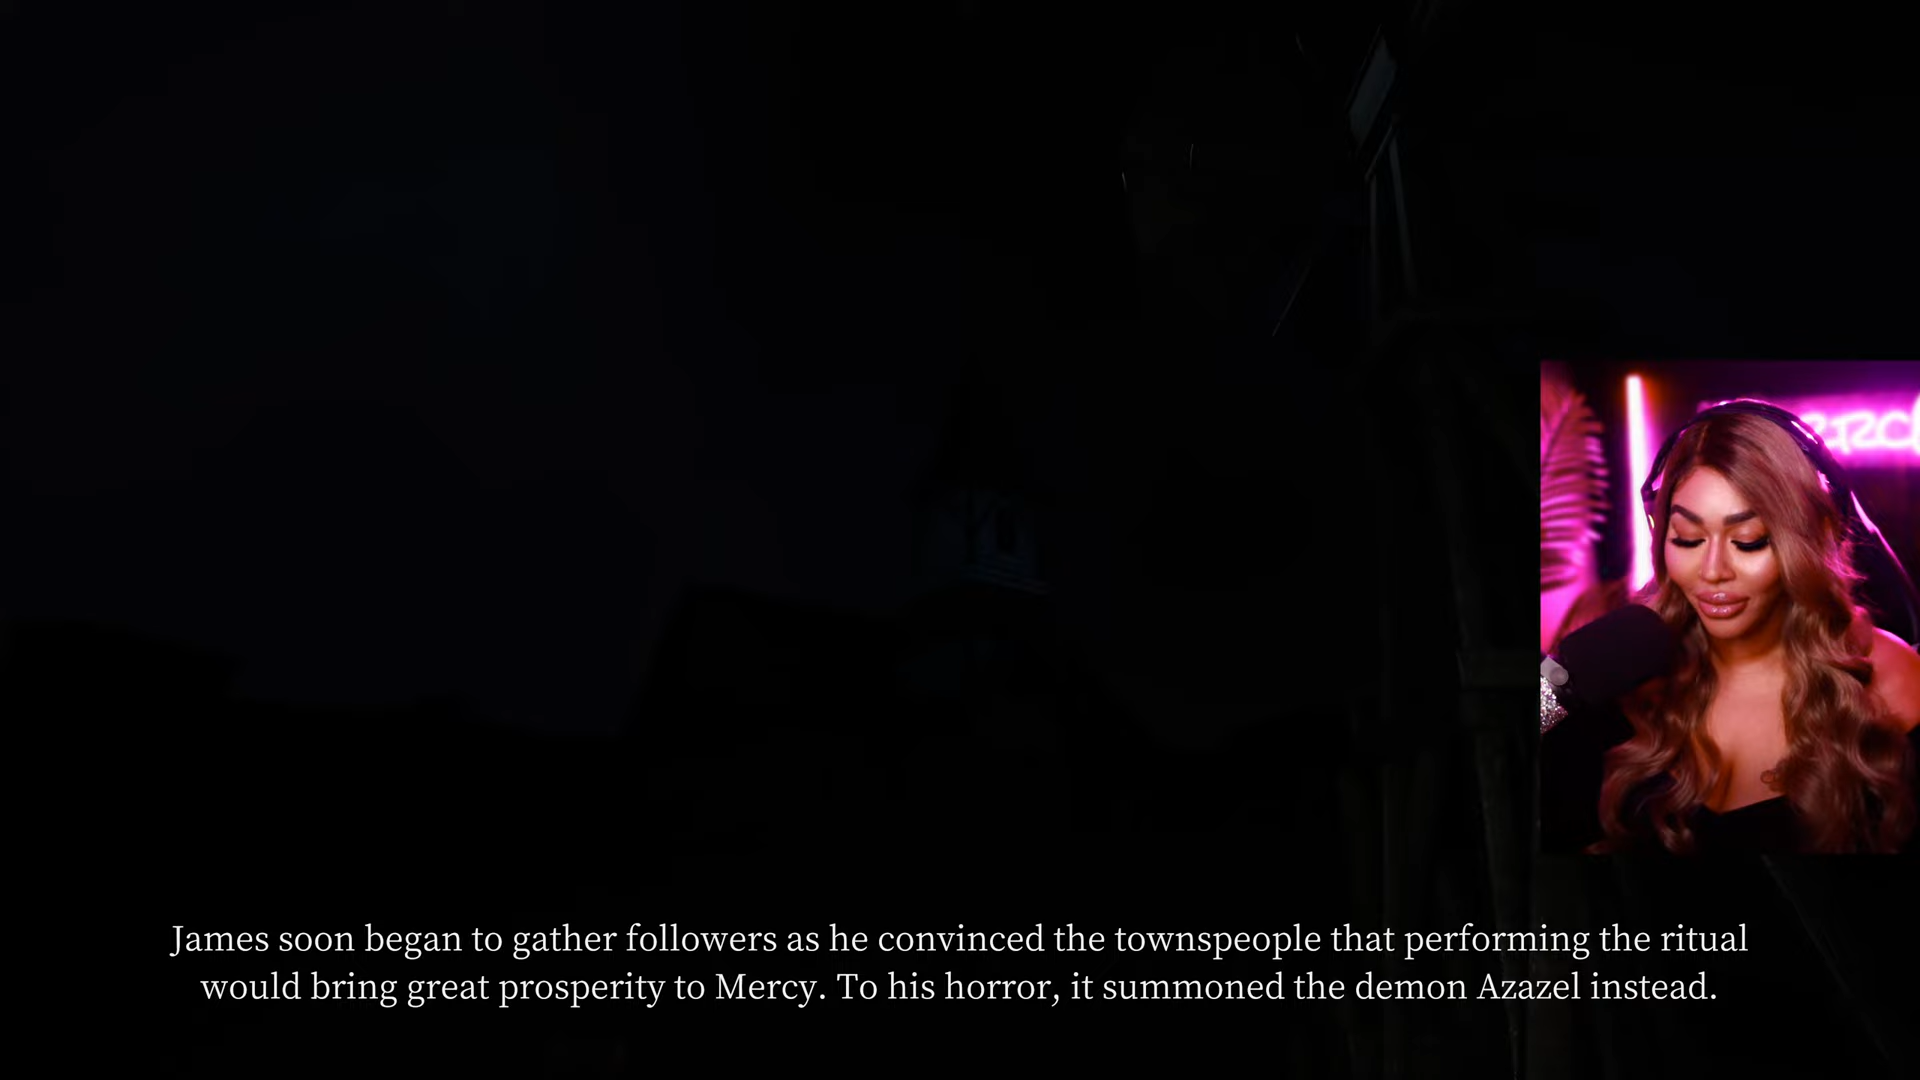 James soon began to gather followers as he convinced the townspeople that performing the ritual
would bring great prosperity to Mercy. To his horror, it summoned the demon Azazel instead.